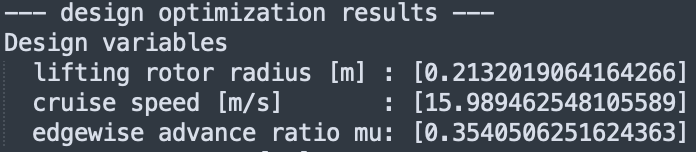 --- design optimization results ---
Design variables
lifting rotor radius [m] : [0.2132019064164266]
cruise speed [m/s] : [15.989462548105589]
edgewise advance ratio mu: [0.3540506251624363]